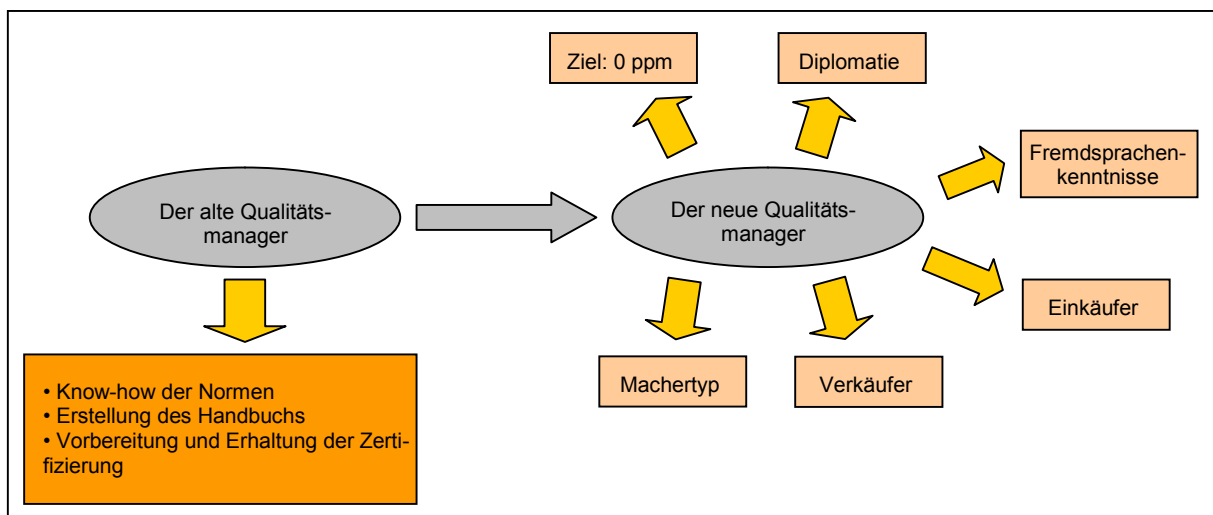 Ziel: 0 ppm
Diplomatie
Fremdsprachen-
kenntnisse
Der alte Qualitäts-
manager
Der neue Qualitäts-
manager
Einkäufer
Machertyp
Verkäufer
• Know-how der Normen
• Erstellung des Handbuchs
• Vorbereitung und Erhaltung der Zerti-
fizierung